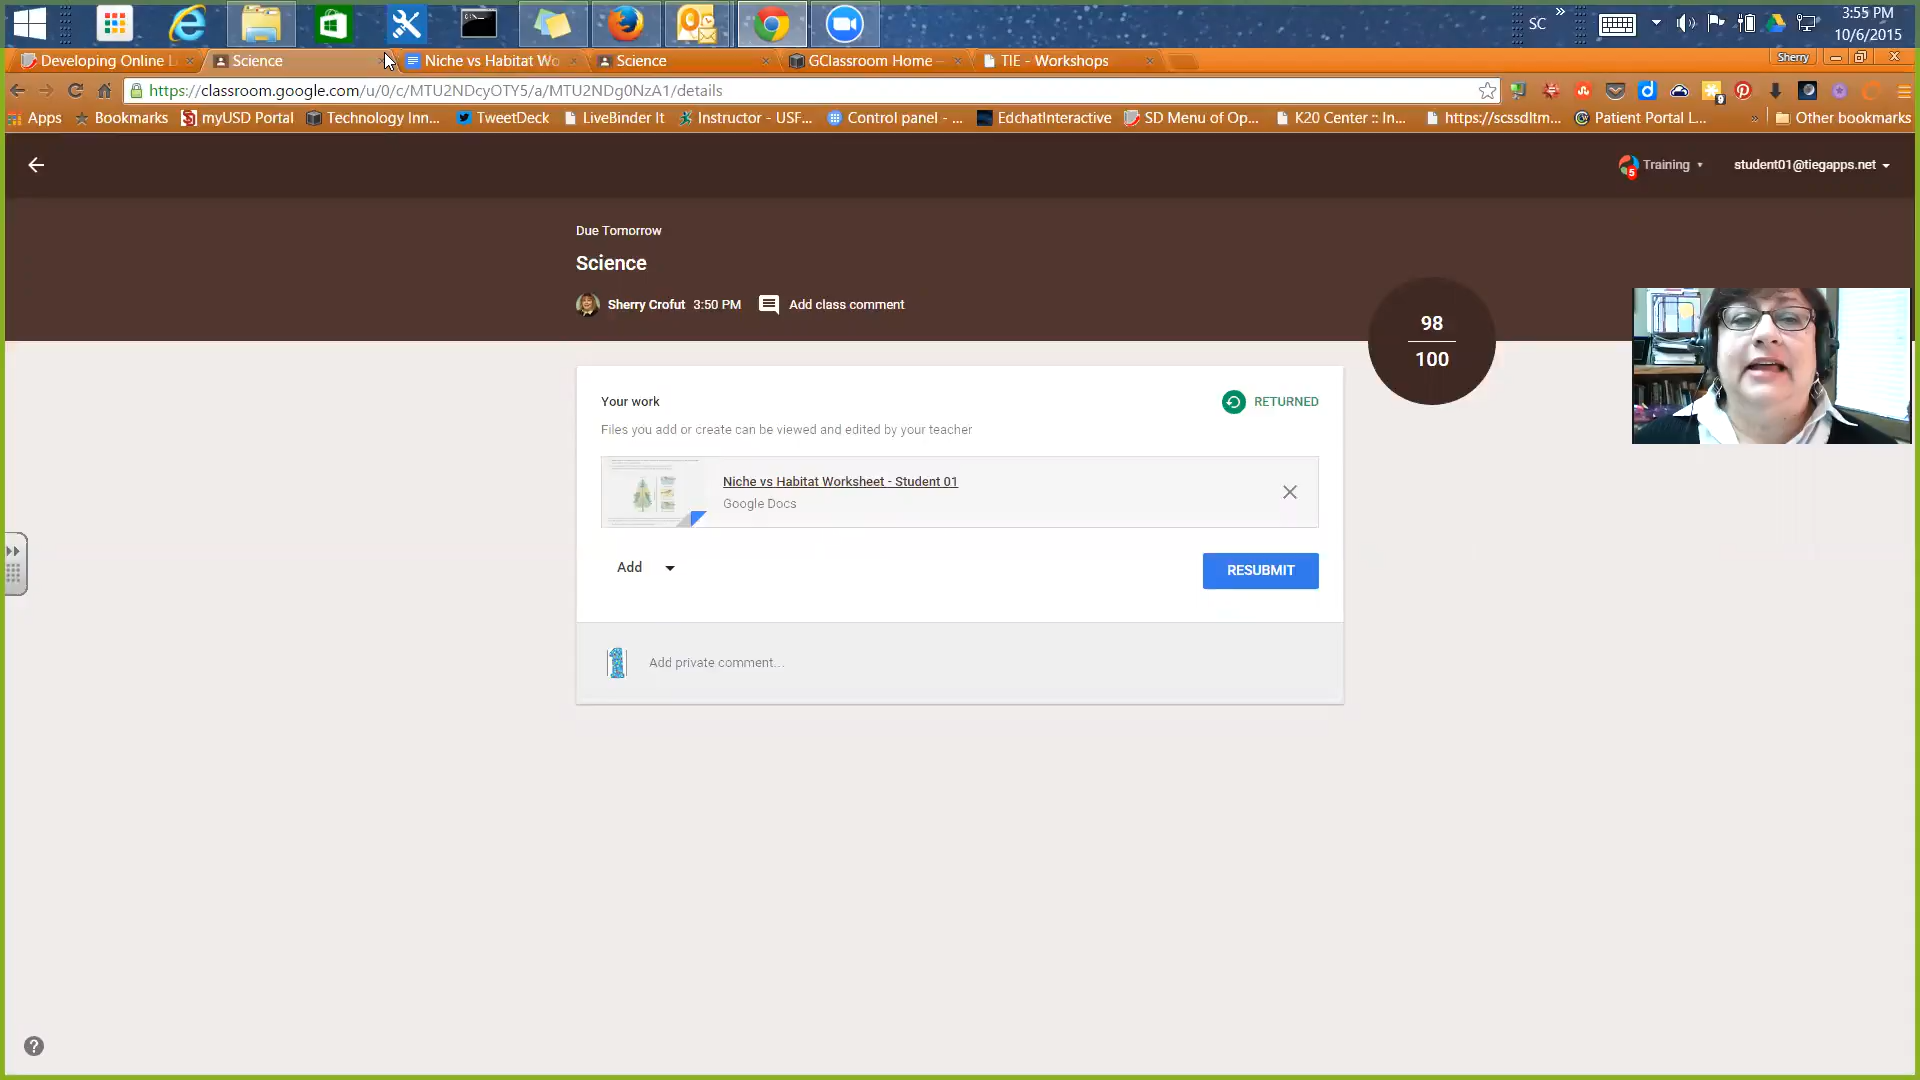 SC
»
3:55 PM
10/6/2015
Developing Online L
Science
Niche vs Habitat Wo
Science
GClassroom Home –
TIE - Workshops
Sherry
https://classroom.google.com/u/0/c/MTU2NDcyOTY5/a/MTU2NDg0NzA1/details
9
Apps
Bookmarks
myUSD Portal
Technology Inn...
TweetDeck
LiveBinder It
Instructor - USF...
Control panel - ...
EdchatInteractive
SD Menu of Op...
K20 Center :: In...
https://scssdltm...
Patient Portal L...
»
Other bookmarks
5
Training
student01@tiegapps.net
Due Tomorrow
Science
Sherry Crofut 3:50 PM
Add class comment
98
100
Your work
RETURNED
Files you add or create can be viewed and edited by your teacher
Niche vs Habitat Worksheet - Student 01
Google Docs
Add
RESUBMIT
1
Add private comment...
?